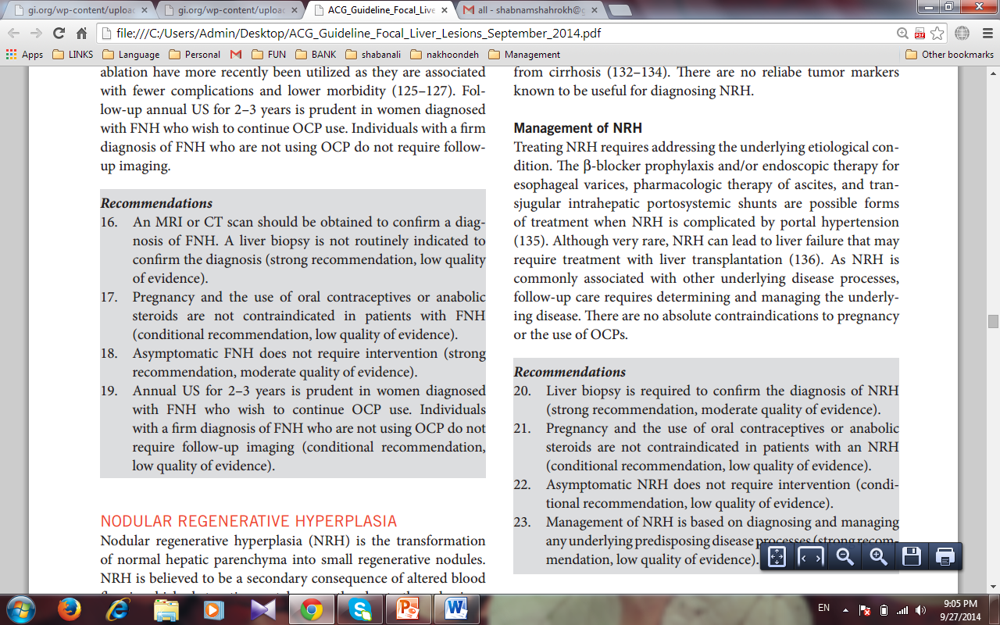 gi.org/wp-content/upload
gi.org/wp-content/upload
ACG_Guideline_Focal_Live
all - shabnamshahrokh@g
file:///C:/Users/Admin/Desktop/ACG_Guideline_Focal_Liver_Lesions_September_2014.pdf
Apps LINKS Language Personal FUN BANK shabanali nakhoondeh Management Other bookmarks
ablation have more recently been utilized as they are associated
with fewer complications and lower morbidity (125–127). Fol-
low-up annual US for 2–3 years is prudent in women diagnosed
with FNH who wish to continue OCP use. Individuals with a firm
diagnosis of FNH who are not using OCP do not require follow-
up imaging.
Recommendations
16. An MRI or CT scan should be obtained to confirm a diag-
nosis of FNH. A liver biopsy is not routinely indicated to
confirm the diagnosis (strong recommendation, low quality
of evidence).
17. Pregnancy and the use of oral contraceptives or anabolic
steroids are not contraindicated in patients with FNH
(conditional recommendation, low quality of evidence).
18. Asymptomatic FNH does not require intervention (strong
recommendation, moderate quality of evidence).
19. Annual US for 2–3 years is prudent in women diagnosed
with FNH who wish to continue OCP use. Individuals
with a firm diagnosis of FNH who are not using OCP do not
require follow-up imaging (conditional recommendation,
low quality of evidence).
NODULAR REGENERATIVE HYPERPLASIA
Nodular regenerative hyperplasia (NRH) is the transformation
of normal hepatic parenchyma into small regenerative nodules.
NRH is believed to be a secondary consequence of altered blood
from cirrhosis (132–134). There are no reliabe tumor markers
known to be useful for diagnosing NRH.
Management of NRH
Treating NRH requires addressing the underlying etiological con-
dition. The β-blocker prophylaxis and/or endoscopic therapy for
esophageal varices, pharmacologic therapy of ascites, and tran-
sjugular intrahepatic portosystemic shunts are possible forms
of treatment when NRH is complicated by portal hypertension
(135). Although very rare, NRH can lead to liver failure that may
require treatment with liver transplantation (136). As NRH is
commonly associated with other underlying disease processes,
follow-up care requires determining and managing the underly-
ing disease. There are no absolute contraindications to pregnancy
or the use of OCPs.
Recommendations
20. Liver biopsy is required to confirm the diagnosis of NRH
(strong recommendation, moderate quality of evidence).
21. Pregnancy and the use of oral contraceptives or anabolic
steroids are not contraindicated in patients with an NRH
(conditional recommendation, low quality of evidence).
22. Asymptomatic NRH does not require intervention (condi-
tional recommendation, low quality of evidence).
23. Management of NRH is based on diagnosing and managing
any underlying predisposing disease processes (strong recom-
mendation, low quality of evidence).
EN
9:05 PM
9/27/2014